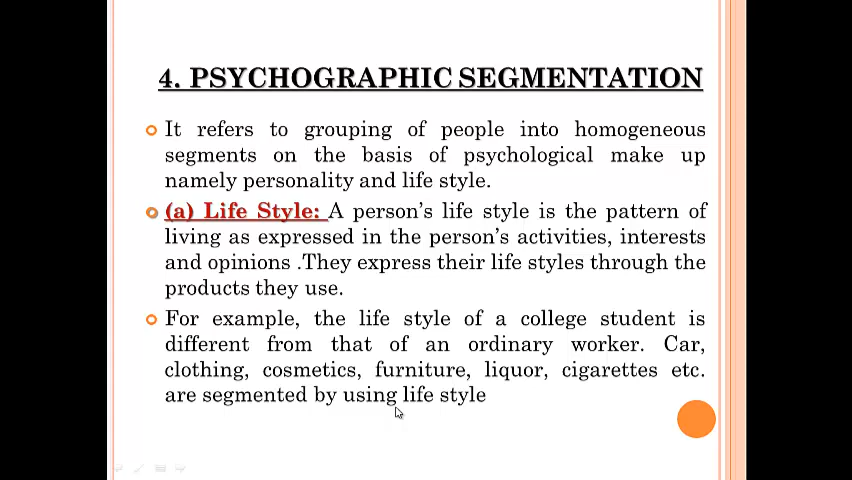 4. PSYCHOGRAPHIC SEGMENTATION
It refers to grouping of people into homogeneous
segments on the basis of psychological make up
namely personality and life style.
(a) Life Style: A person's life style is the pattern of
living as expressed in the person's activities, interests
and opinions .They express their life styles through the
products they use.
For example, the life style of a college student is
different from that of an ordinary worker. Car,
clothing, cosmetics, furniture, liquor, cigarettes etc.
are segmented by using life style